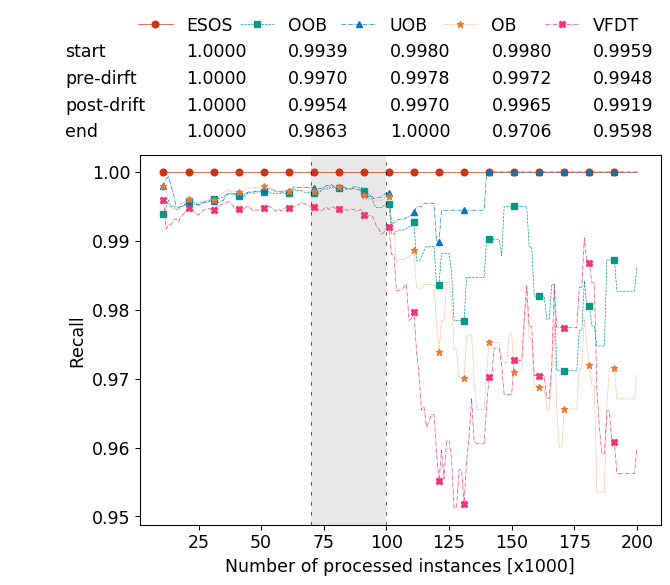 ESOS OOB UOB OB VFDT
start 1.0000 0.9939 0.9980 0.9980 0.9959
pre-dirft 1.0000 0.9970 0.9978 0.9972 0.9948
post-drift 1.0000 0.9954 0.9970 0.9965 0.9919
end 1.0000 0.9863 1.0000 0.9706 0.9598
1.00
0.99
0.98
0.97
0.96
0.95
Recall
25 50 75 100 125 150 175 200
Number of processed instances [x1000]